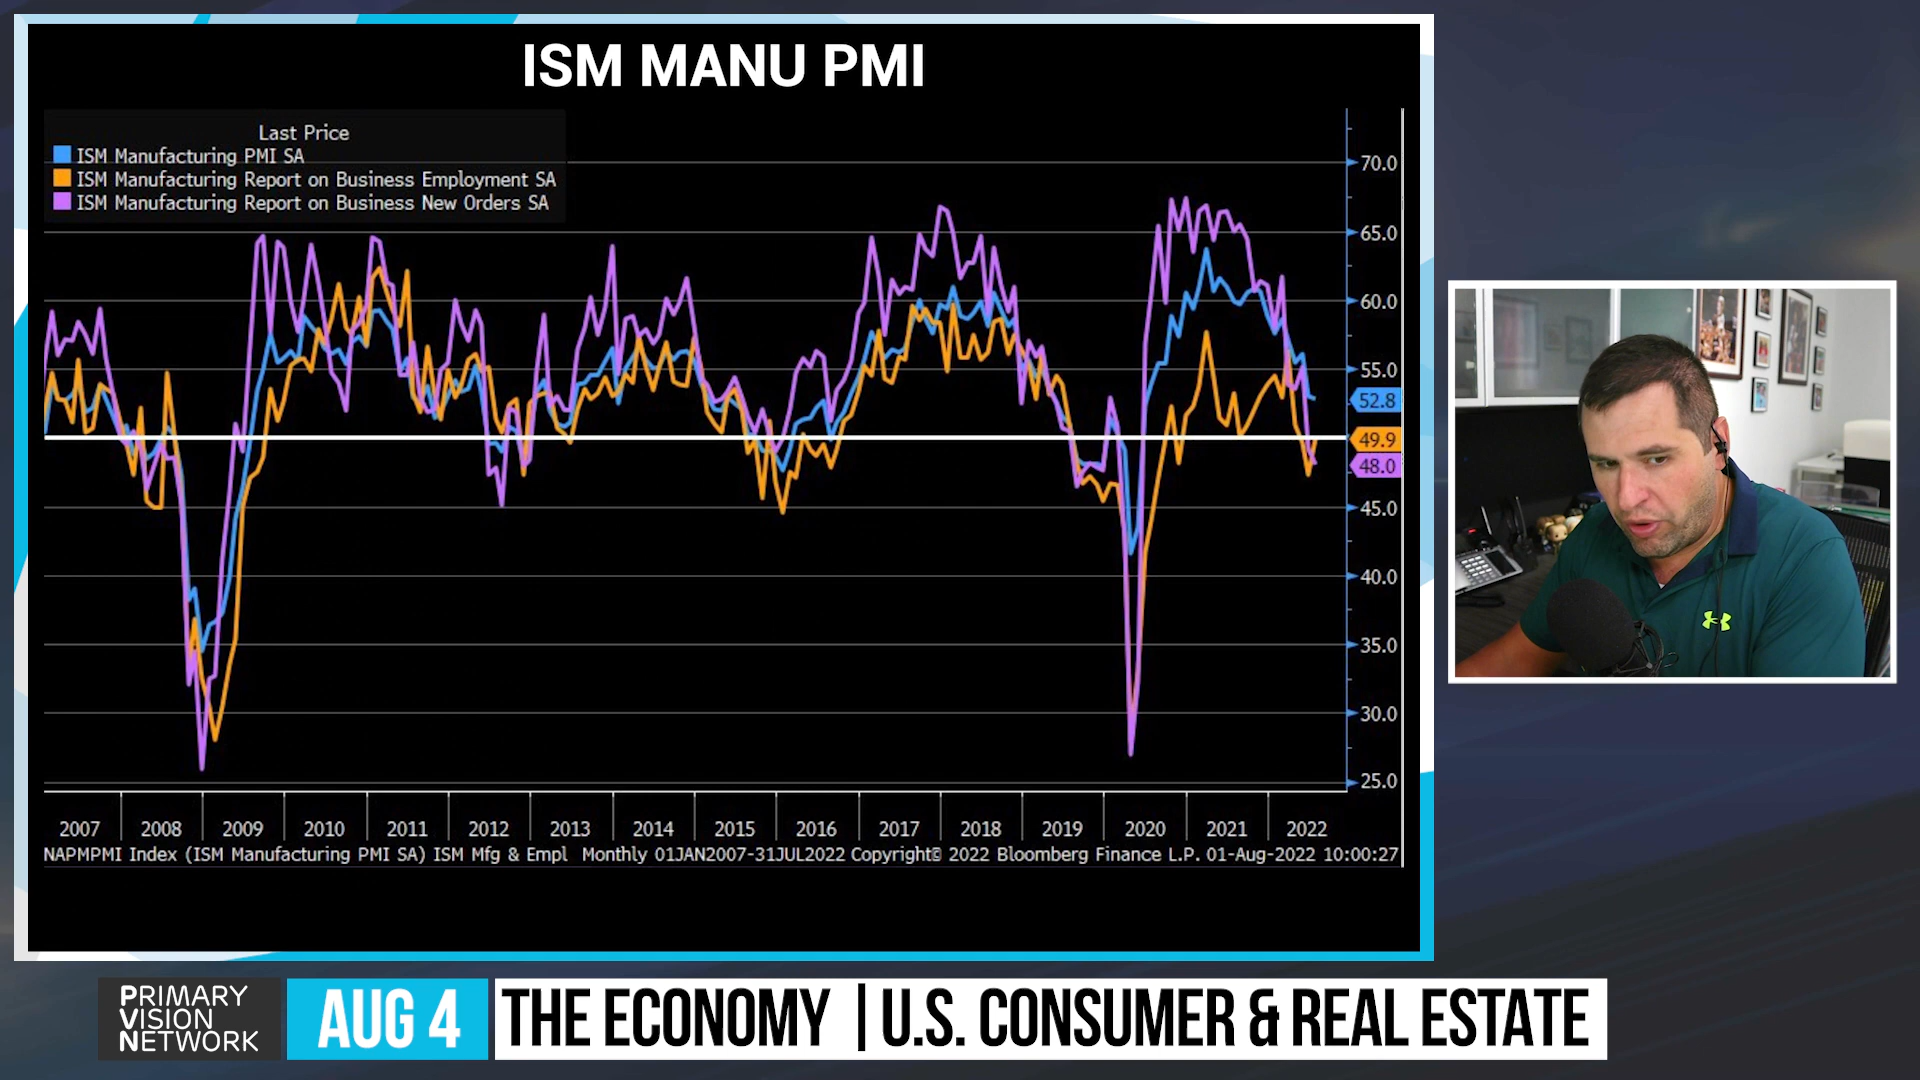 ISM MANU PMI
Last Price
ISM Manufacturing PMI SA
ISM Manufacturing Report on Business Employment SA
ISM Manufacturing Report on Business New Orders SA
70.0
65.0
60.0
55.0
52.8
49.9
48.0
45.0
40.0
35.0
30.0
25.0
2007 2008 2009 2010 2011 2012 2013 2014 2015 2016 2017 2018 2019 2020 2021 2022
NAPMPMI Index (ISM Manufacturing PMI SA) ISM Mfg & Empl Monthly 01JAN2007-31JUL2022 Copyright© 2022 Bloomberg Finance L.P. 01-Aug-2022 10:00:27
PRIMARY
VISION
NETWORK
AUG 4
THE ECONOMY | U.S. CONSUMER & REAL ESTATE